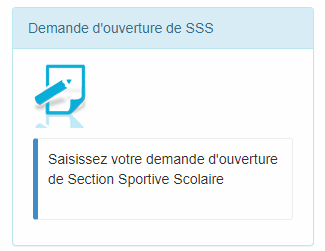 Demande d'ouverture de SSS
Saisissez votre demande d'ouverture
de Section Sportive Scolaire